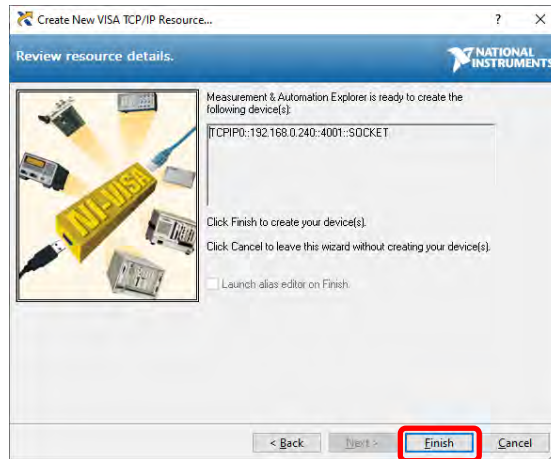 Create New VISA TCP/IP Resource...
Review resource details.
NATIONAL
INSTRUMENTS
Measurement & Automation Explorer is ready to create the
following device(s):
TCPIP0::192.168.0.240::4001::SOCKET
NI-VISA
Click Finish to create your device(s).
Click Cancel to leave this wizard without creating your device(s).
Launch alias editor on Finish.
< Back
Next >
Finish
Cancel